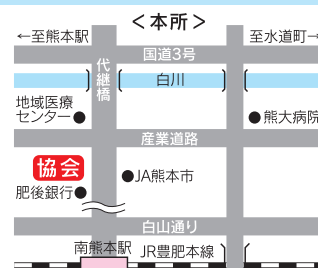 ＜本所＞
←至熊本駅
至水道町→
国道3号
代継橋
白川
地域医療
センター●
●熊大病院
産業道路
協会
●JA熊本市
肥後銀行●
白山通り
南熊本駅
JR豊肥本線